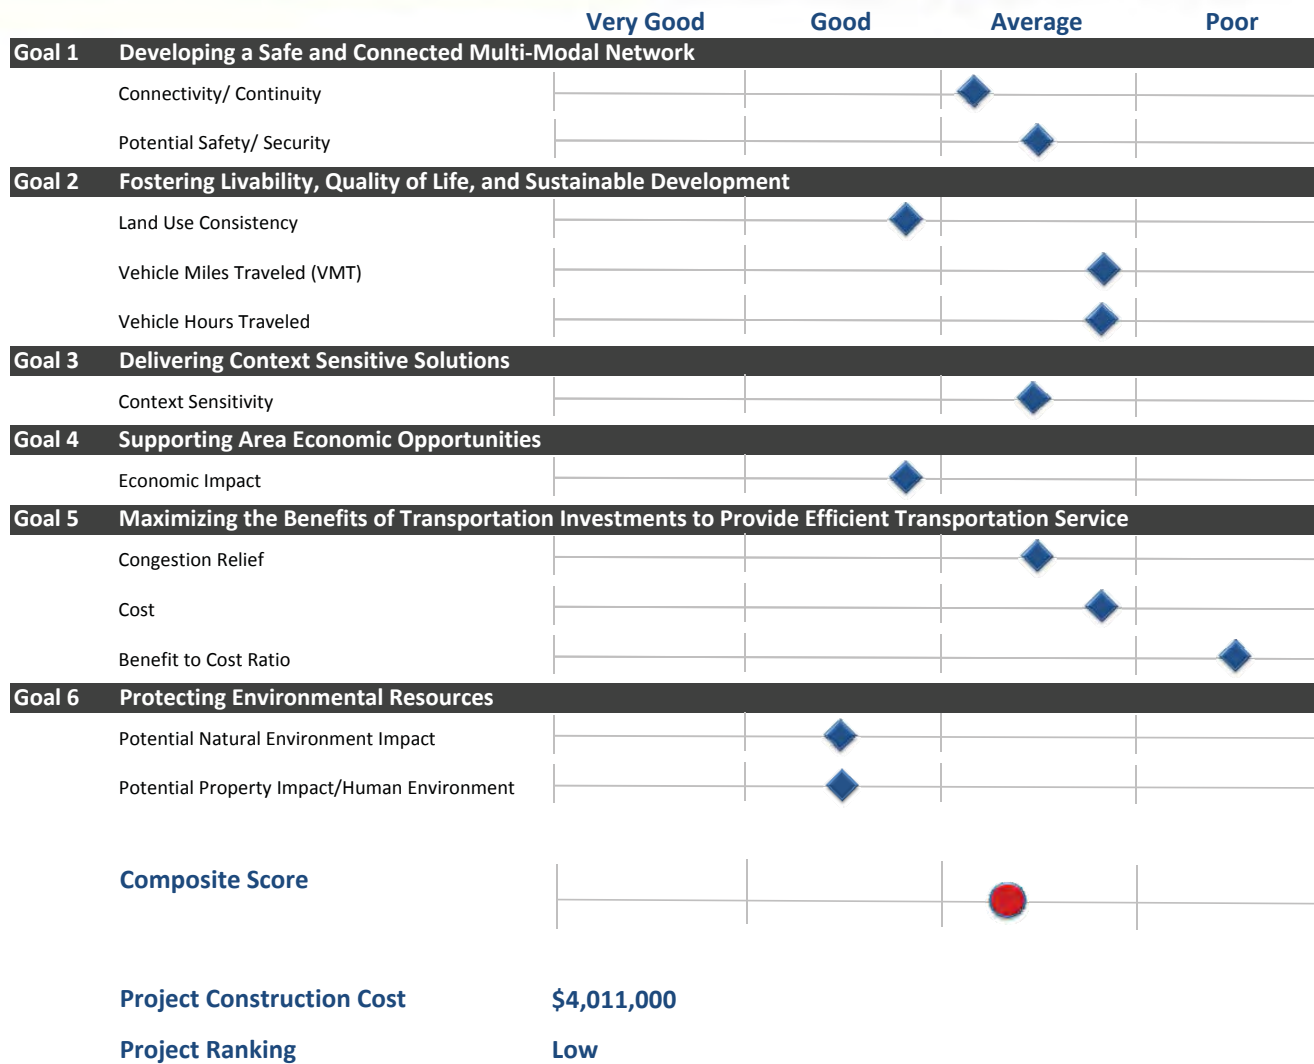 Very Good Good Average Poor
Goal 1 Developing a Safe and Connected Multi-Modal Network
Connectivity/ Continuity
Potential Safety/ Security
Goal 2 Fostering Livability, Quality of Life, and Sustainable Development
Land Use Consistency
Vehicle Miles Traveled (VMT)
Vehicle Hours Traveled
Goal 3 Delivering Context Sensitive Solutions
Context Sensitivity
Goal 4 Supporting Area Economic Opportunities
Economic Impact
Goal 5 Maximizing the Benefits of Transportation Investments to Provide Efficient Transportation Service
Congestion Relief
Cost
Benefit to Cost Ratio
Goal 6 Protecting Environmental Resources
Potential Natural Environment Impact
Potential Property Impact/Human Environment
Composite Score
Project Construction Cost $4,011,000
Project Ranking Low